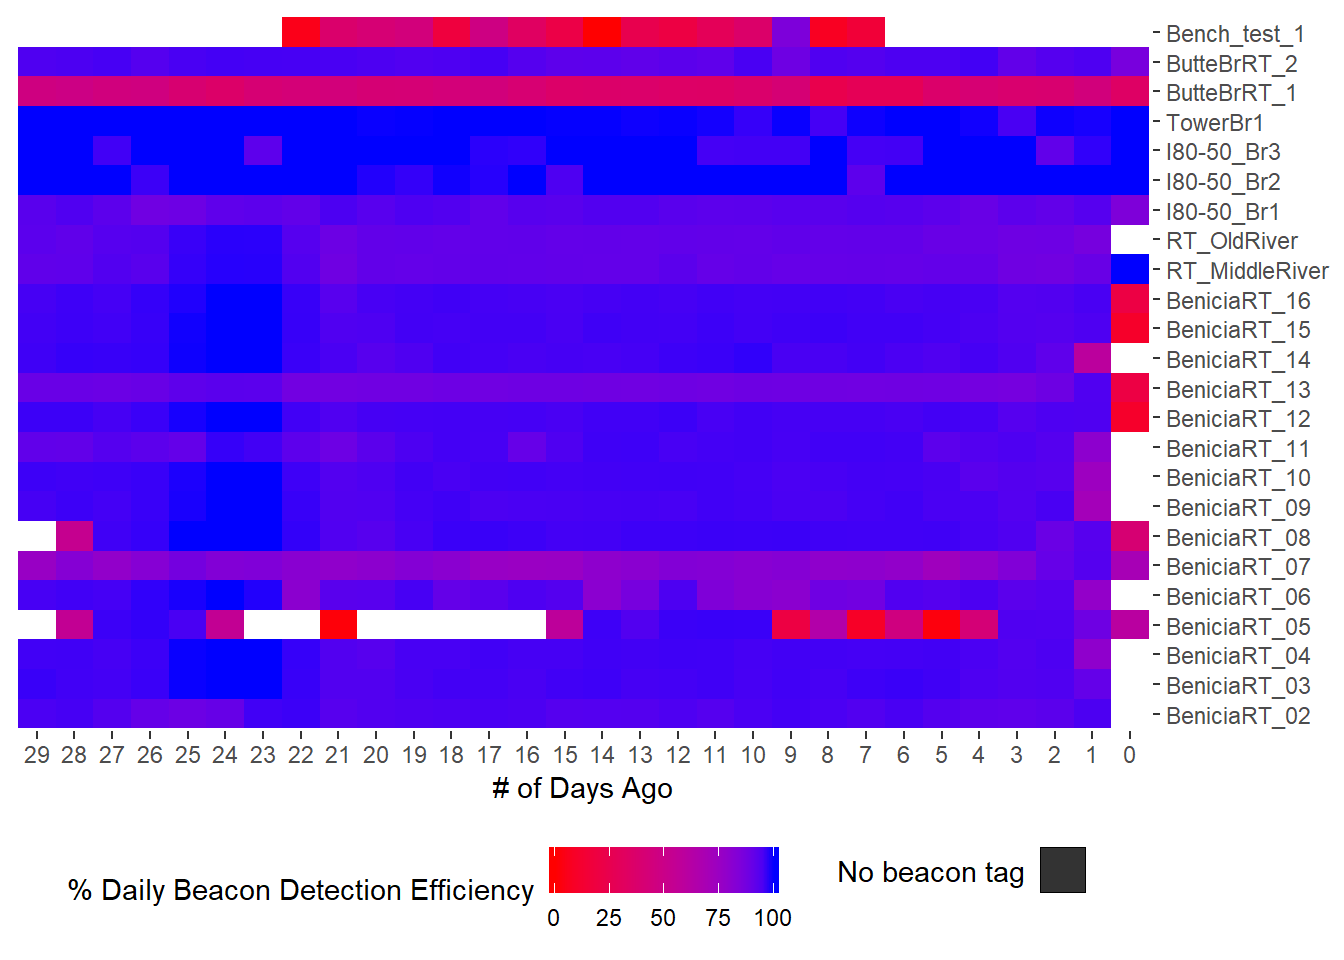 Bench_test_1
ButteBrRT_2
ButteBrRT_1
TowerBr1
I80-50_Br3
I80-50_Br2
I80-50_Br1
RT_OldRiver
RT_MiddleRiver
BeniciaRT_16
BeniciaRT_15
BeniciaRT_14
BeniciaRT_13
BeniciaRT_12
BeniciaRT_11
BeniciaRT_10
BeniciaRT_09
BeniciaRT_08
BeniciaRT_07
BeniciaRT_06
BeniciaRT_05
BeniciaRT_04
BeniciaRT_03
BeniciaRT_02
29 28 27 26 25 24 23 22 21 20 19 18 17 16 15 14 13 12 11 10 9 8 7 6 5 4 3 2 1 0
# of Days Ago
% Daily Beacon Detection Efficiency
0 25 50 75 100
No beacon tag